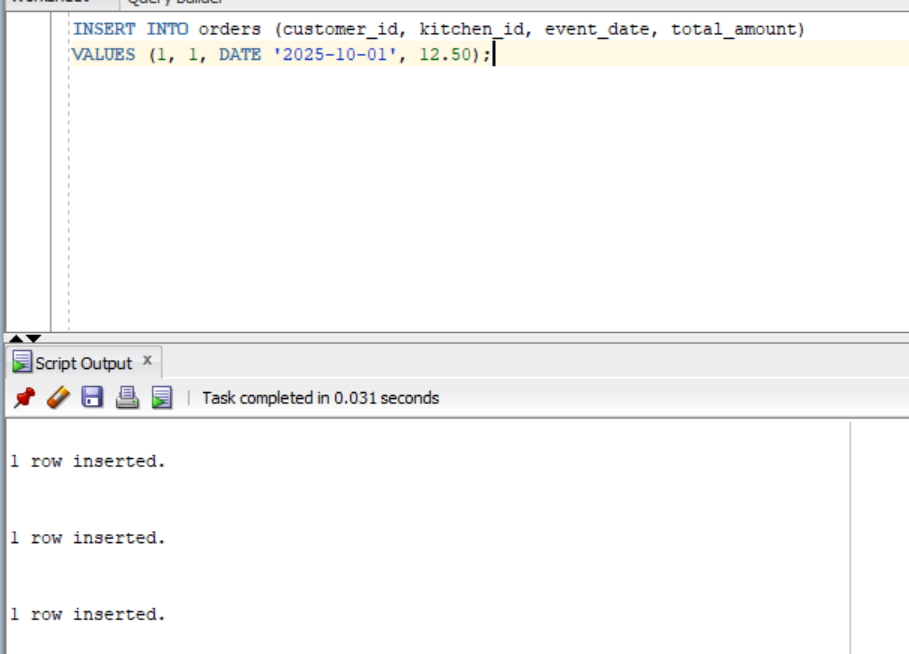 Worksheet Query Builder
INSERT INTO orders (customer_id, kitchen_id, event_date, total_amount)
VALUES (1, 1, DATE '2025-10-01', 12.50);
Script Output x
Task completed in 0.031 seconds
1 row inserted.
1 row inserted.
1 row inserted.